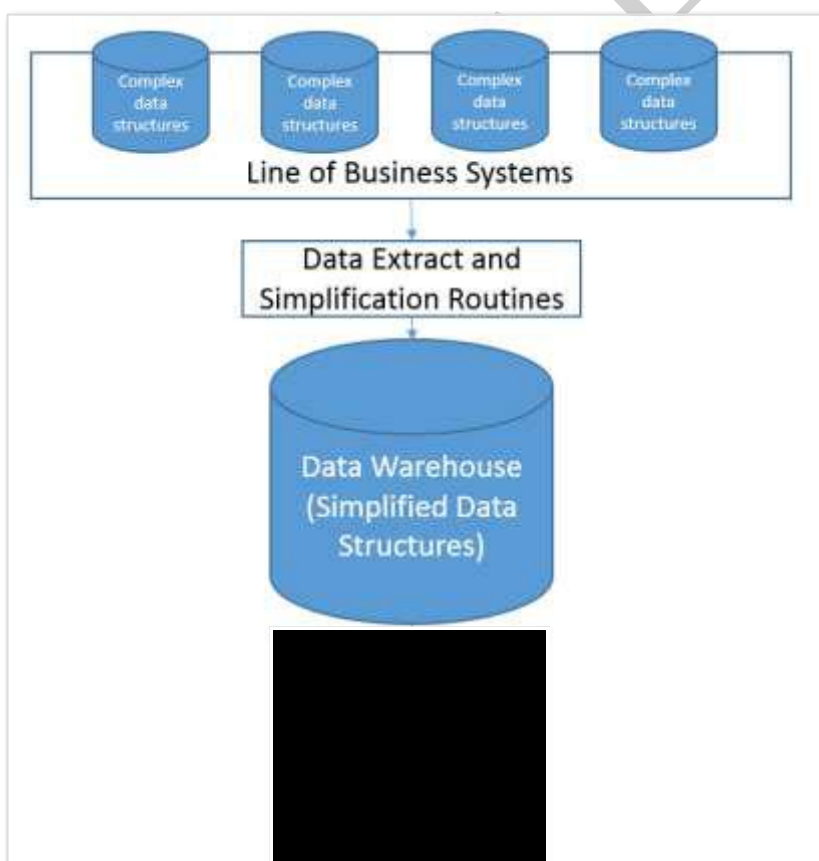 Complex
data
structures
Complex
data
structures
Complex
data
structures
Complex
data
structures
Line of Business Systems
Data Extract and
Simplification Routines
Data Warehouse
(Simplified Data
Structures)